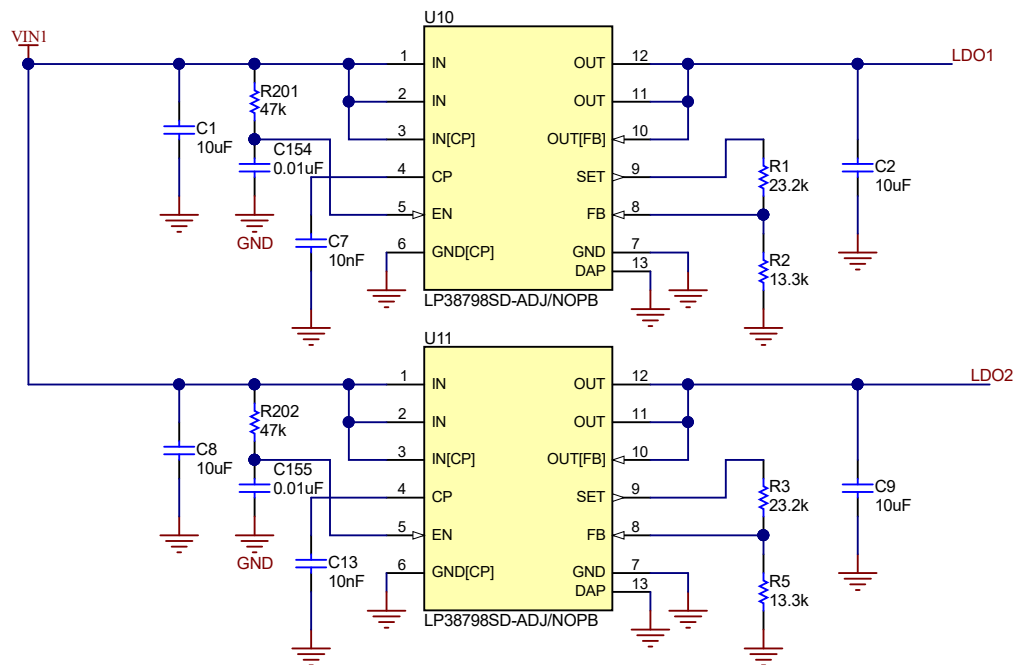 VIN1
U10
1 IN OUT 12
2 IN OUT 11
3 IN[CP] OUT[FB] 10
4 CP SET 9
5 EN FB 8
6 GND[CP] GND 7
DAP 13
LP38798SD-ADJ/NOPB
LDO1
R201
47k
C1
10uF
C154
0.01uF
GND
C7
10nF
R1
23.2k
R2
13.3k
C2
10uF
U11
1 IN OUT 12
2 IN OUT 11
3 IN[CP] OUT[FB] 10
4 CP SET 9
5 EN FB 8
6 GND[CP] GND 7
DAP 13
LP38798SD-ADJ/NOPB
LDO2
R202
47k
C8
10uF
C155
0.01uF
GND
C13
10nF
R3
23.2k
R5
13.3k
C9
10uF